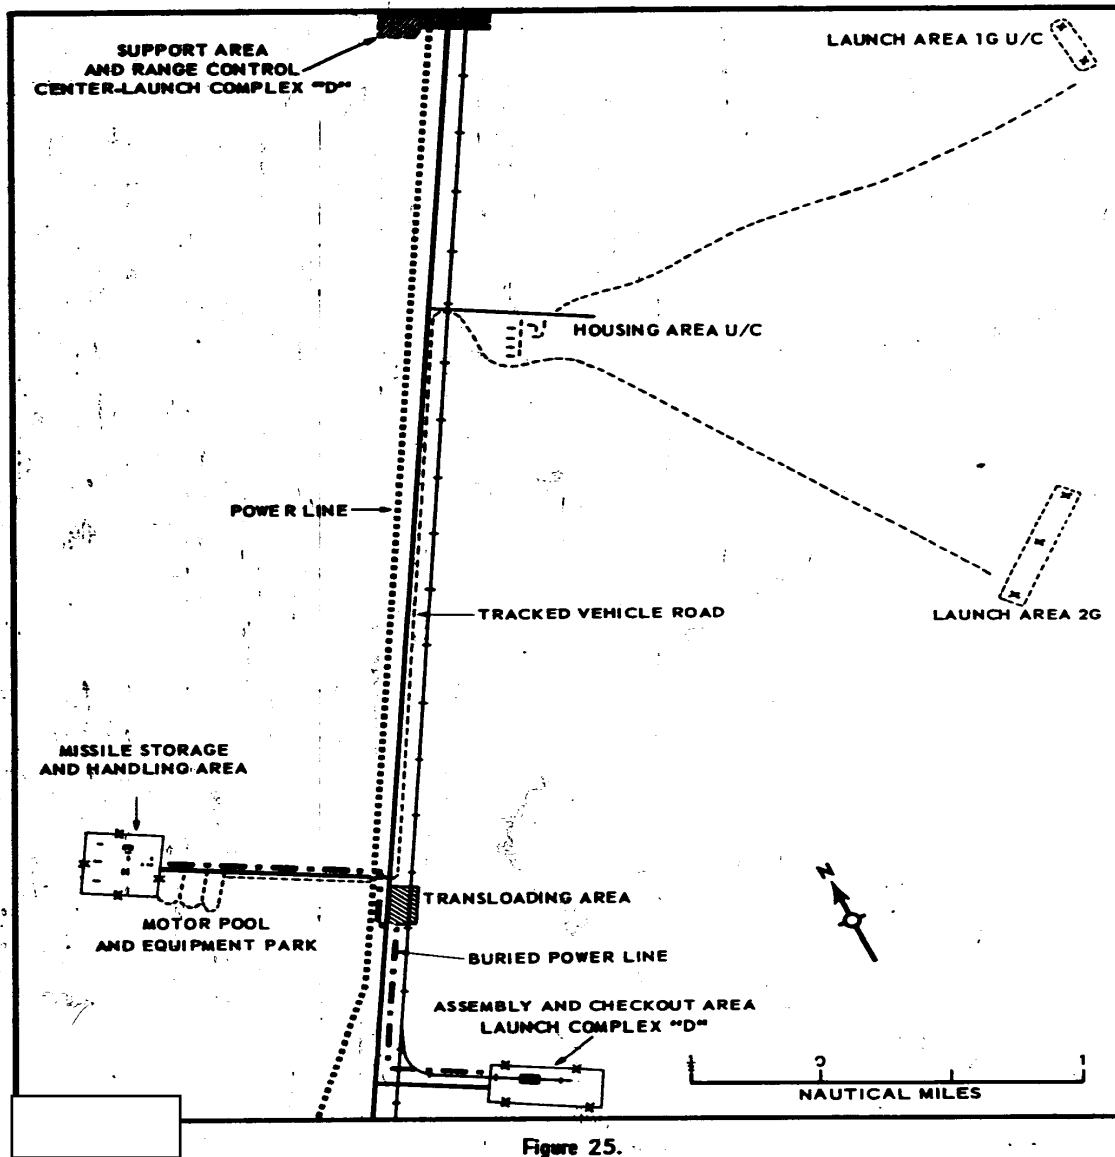 SUPPORT AREA
AND RANGE CONTROL
CENTER-LAUNCH COMPLEX "D"
LAUNCH AREA 1G U/C
HOUSING AREA U/C
POWER LINE
TRACKED VEHICLE ROAD
LAUNCH AREA 2G
MISSILE STORAGE
AND HANDLING AREA
TRANSLOADING AREA
MOTOR POOL
AND EQUIPMENT PARK
BURIED POWER LINE
N
ASSEMBLY AND CHECKOUT AREA
LAUNCH COMPLEX "D"
0 1
NAUTICAL MILES
Figure 25.